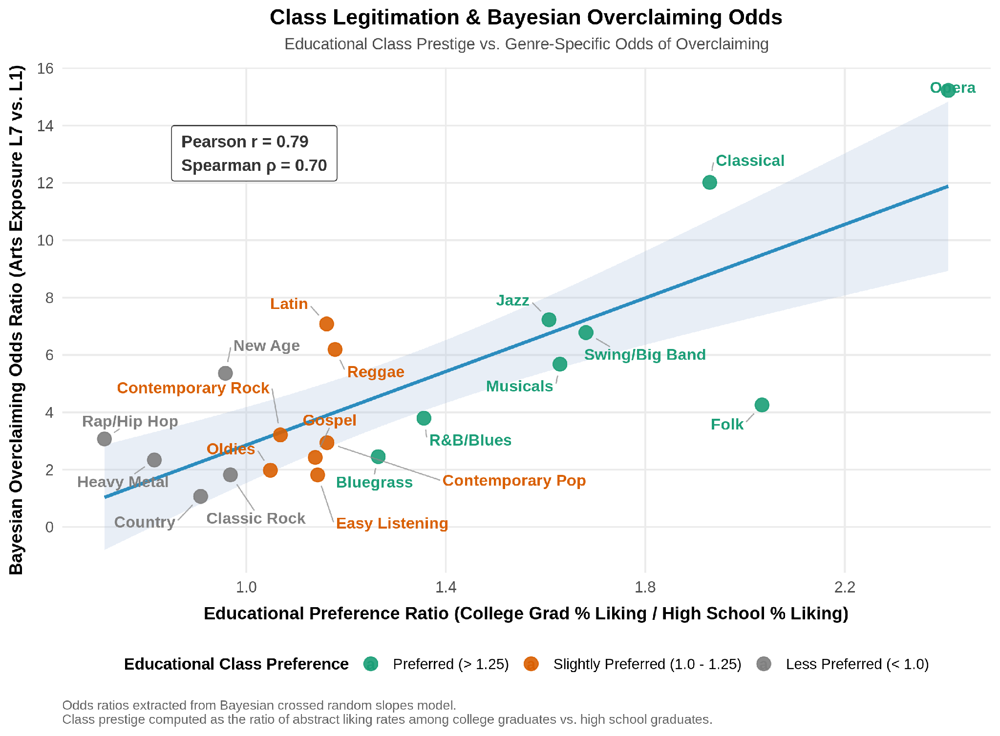 Class Legitimation & Bayesian Overclaiming Odds
Educational Class Prestige vs. Genre-Specific Odds of Overclaiming
Bayesian Overclaiming Odds Ratio (Arts Exposure L7 vs. L1)
16
14
12
10
8
6
4
2
0
Pearson r = 0.79
Spearman ρ = 0.70
Opera
Classical
Latin
Jazz
New Age
Swing/Big Band
Reggae
Contemporary Rock
Musicals
Rap/Hip Hop
Gospel
Folk
R&B/Blues
Oldies
Heavy Metal
Bluegrass
Contemporary Pop
Country
Classic Rock
Easy Listening
1.0
1.4
1.8
2.2
Educational Preference Ratio (College Grad % Liking / High School % Liking)
Educational Class Preference
a Preferred (> 1.25)
a Slightly Preferred (1.0 - 1.25)
a Less Preferred (< 1.0)
Odds ratios extracted from Bayesian crossed random slopes model.
Class prestige computed as the ratio of abstract liking rates among college graduates vs. high school graduates.